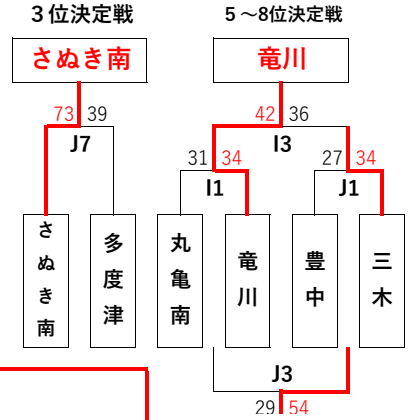 ３位決定戦
５～8位決定戦
さぬき南
竜川
73 39
42 36
J7
I3
31 34
27 34
I1
J1
さぬき南
多度津
丸亀南
竜川
豊中
三木
J3
29 54